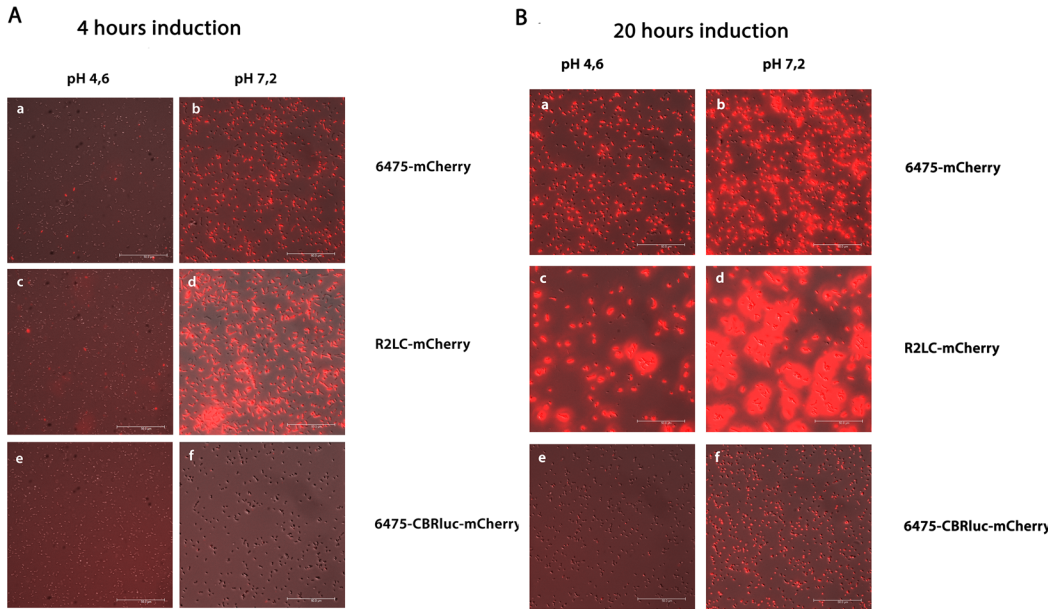 A
4 hours induction
pH 4,6
pH 7,2
a
b
6475-mCherry
c
d
R2LC-mCherry
e
f
6475-CBRluc-mCherry
B
20 hours induction
pH 4,6
pH 7,2
a
b
6475-mCherry
c
d
R2LC-mCherry
e
f
6475-CBRluc-mCherry